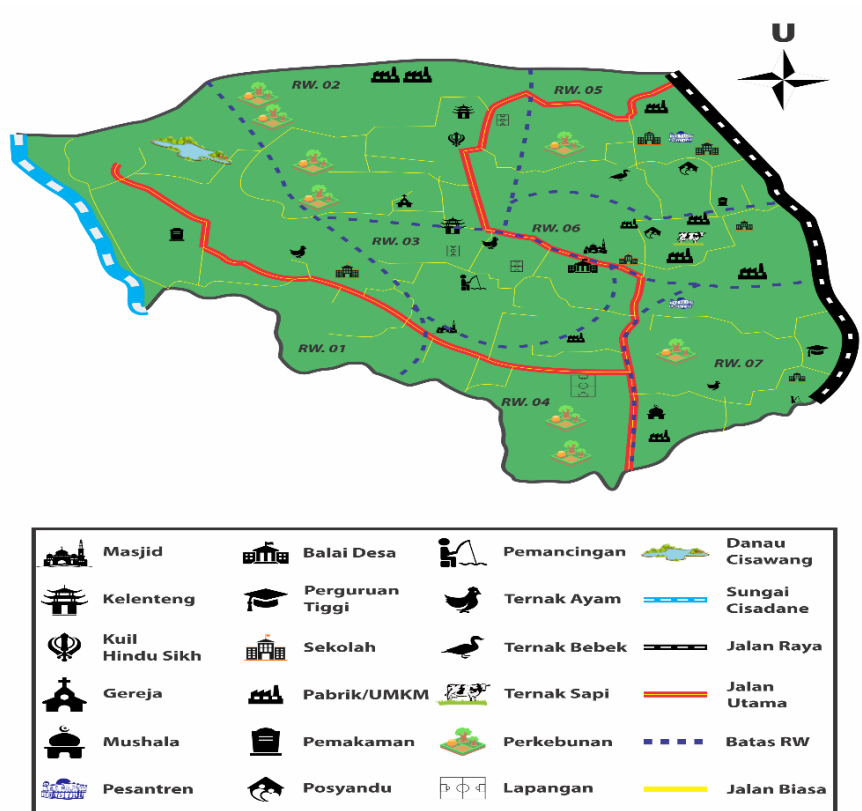 U
RW. 02
RW. 05
RW. 06
RW. 03
RW. 01
RW. 07
RW. 04
Masjid
Balai Desa
Pemancingan
Danau
Cisawang
Kelenteng
Perguruan
Tiggi
Ternak Ayam
Sungai
Cisadane
Kuil
Hindu Sikh
Sekolah
Ternak Bebek
Jalan Raya
Gereja
Pabrik/UMKM
Ternak Sapi
Jalan
Utama
Mushala
Pemakaman
Perkebunan
Batas RW
Pesantren
Posyandu
Lapangan
Jalan Biasa